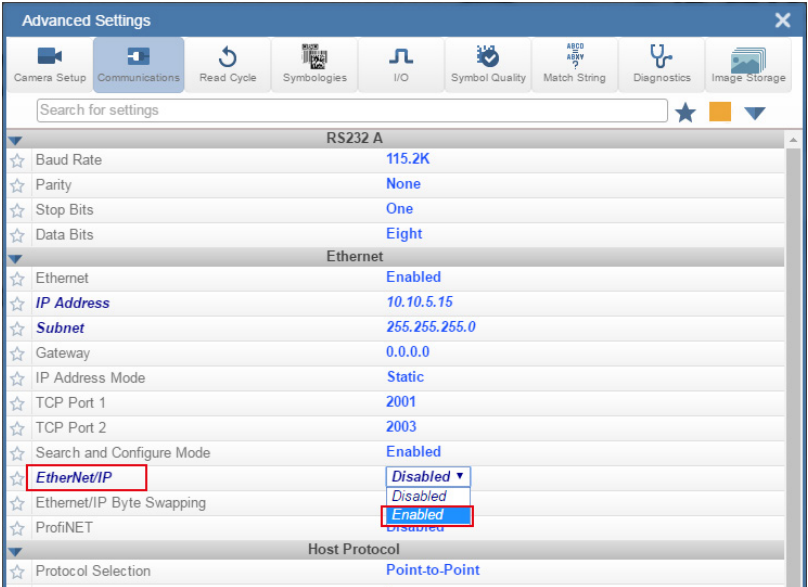 Advanced Settings
Camera Setup Communications Read Cycle Symbologies I/O Symbol Quality Match String Diagnostics Image Storage
Search for settings
RS232 A
Baud Rate 115.2K
Parity None
Stop Bits One
Data Bits Eight
Ethernet
Ethernet Enabled
IP Address 10.10.5.15
Subnet 255.255.255.0
Gateway 0.0.0.0
IP Address Mode Static
TCP Port 1 2001
TCP Port 2 2003
Search and Configure Mode Enabled
EtherNet/IP Disabled
Disabled
Ethernet/IP Byte Swapping
Enabled
ProfiNET Disabled
Host Protocol
Protocol Selection Point-to-Point